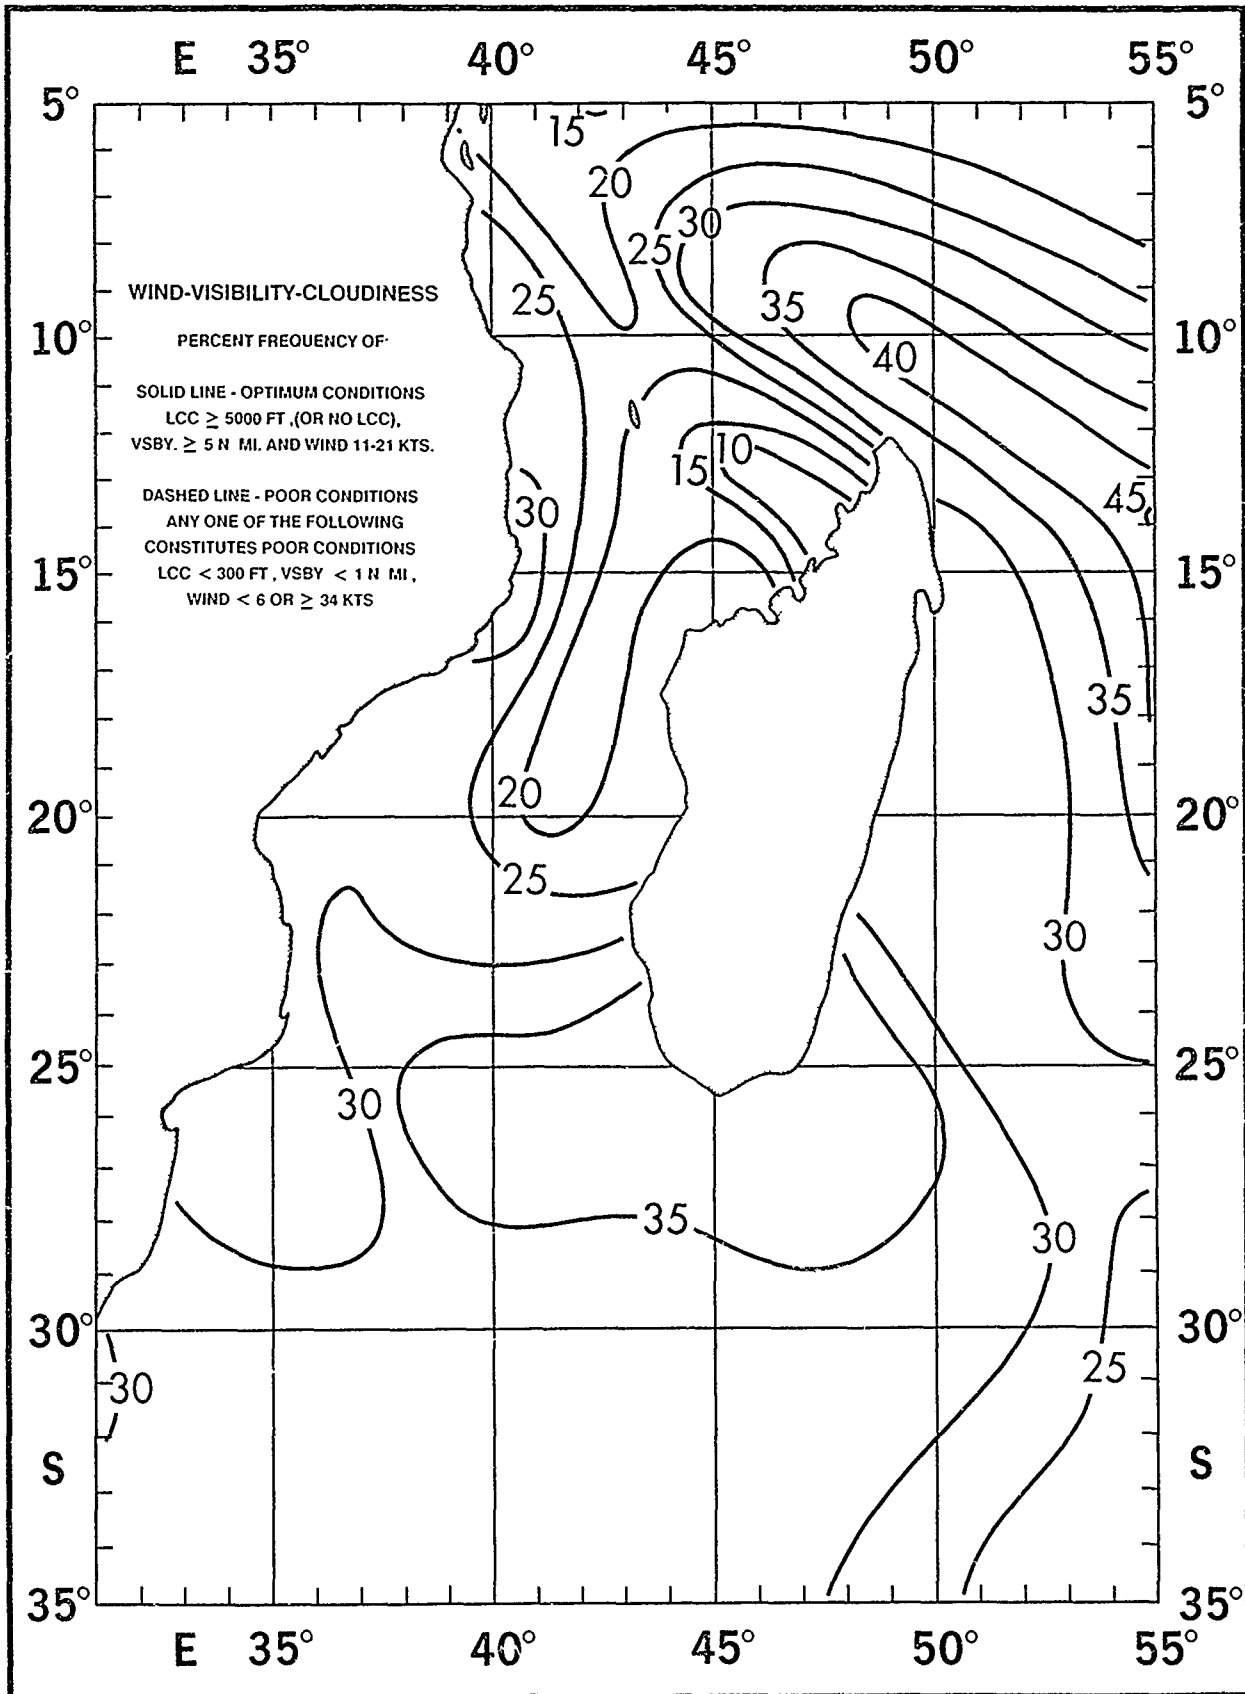 E 35° 40° 45° 50° 55°
5° 5°
15
20
30
25
25
35
WIND-VISIBILITY-CLOUDINESS
10° 10°
PERCENT FREQUENCY OF
40
SOLID LINE - OPTIMUM CONDITIONS
LCC ≥ 5000 FT ,(OR NO LCC),
VSBY. ≥ 5 N MI. AND WIND 11-21 KTS.
10
15
DASHED LINE - POOR CONDITIONS
45
ANY ONE OF THE FOLLOWING
30
CONSTITUTES POOR CONDITIONS
LCC < 300 FT , VSBY < 1 N MI ,
15° 15°
WIND < 6 OR ≥ 34 KTS
35
20
20° 20°
25
30
25° 25°
30
35
30
30° 30°
25
30
S S
35° 35°
E 35° 40° 45° 50° 55°